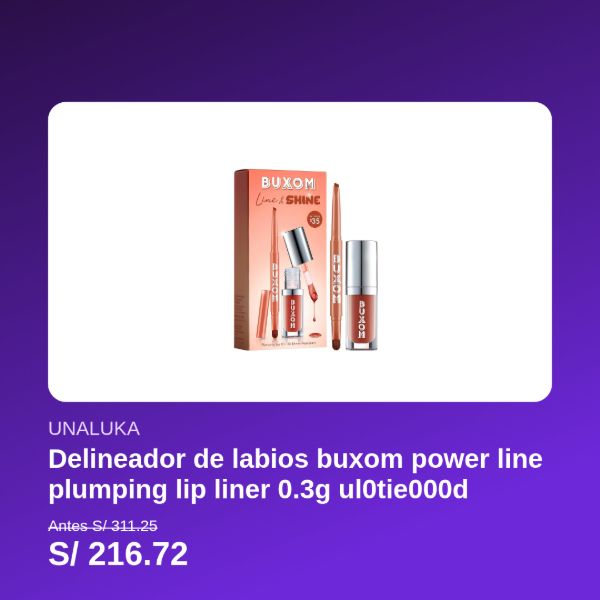 BUXOM
Line & SHINE
$35
BUXOM
BUXOM
BUXOM
BUXOM
UNALUKA
Delineador de labios buxom power line
plumping lip liner 0.3g ul0tie000d
Antes S/ 311.25
S/ 216.72